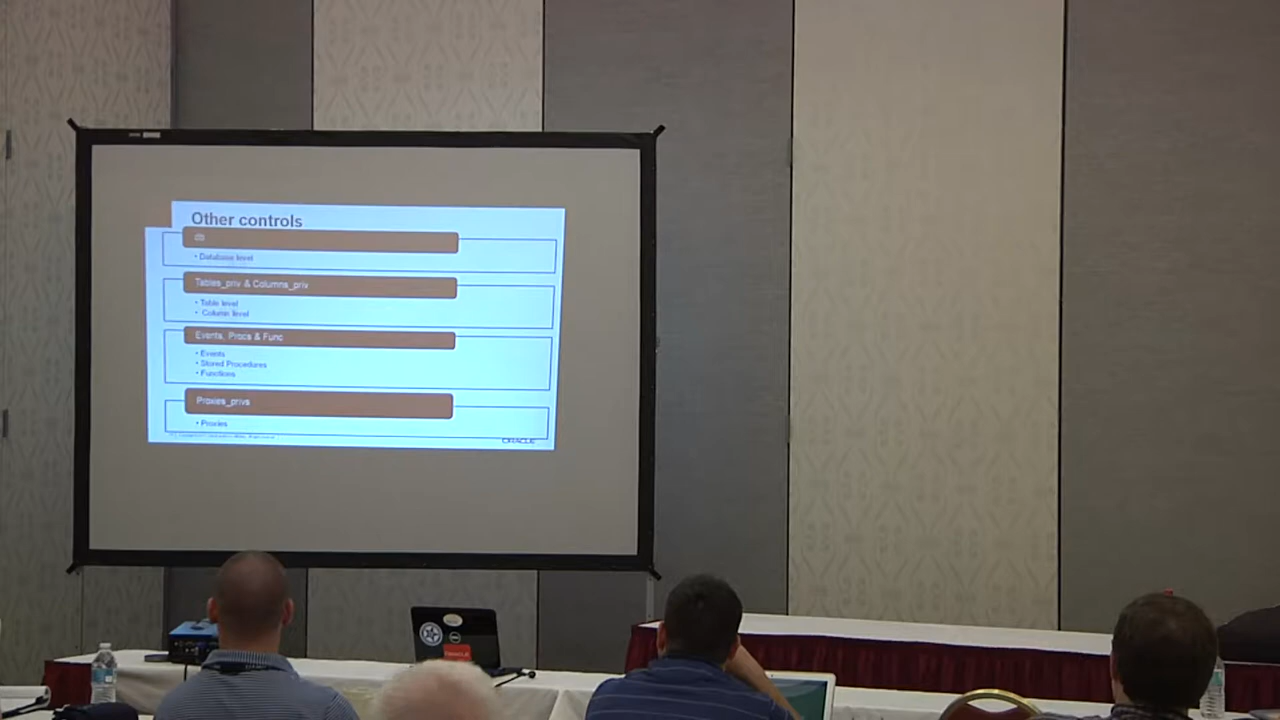 Other controls
db
• Database level
Tables_priv & Columns_priv
• Table level
• Column level
Events, Procs & Func
• Events
• Stored Procedures
• Functions
Proxies_privs
• Proxies
ORACLE